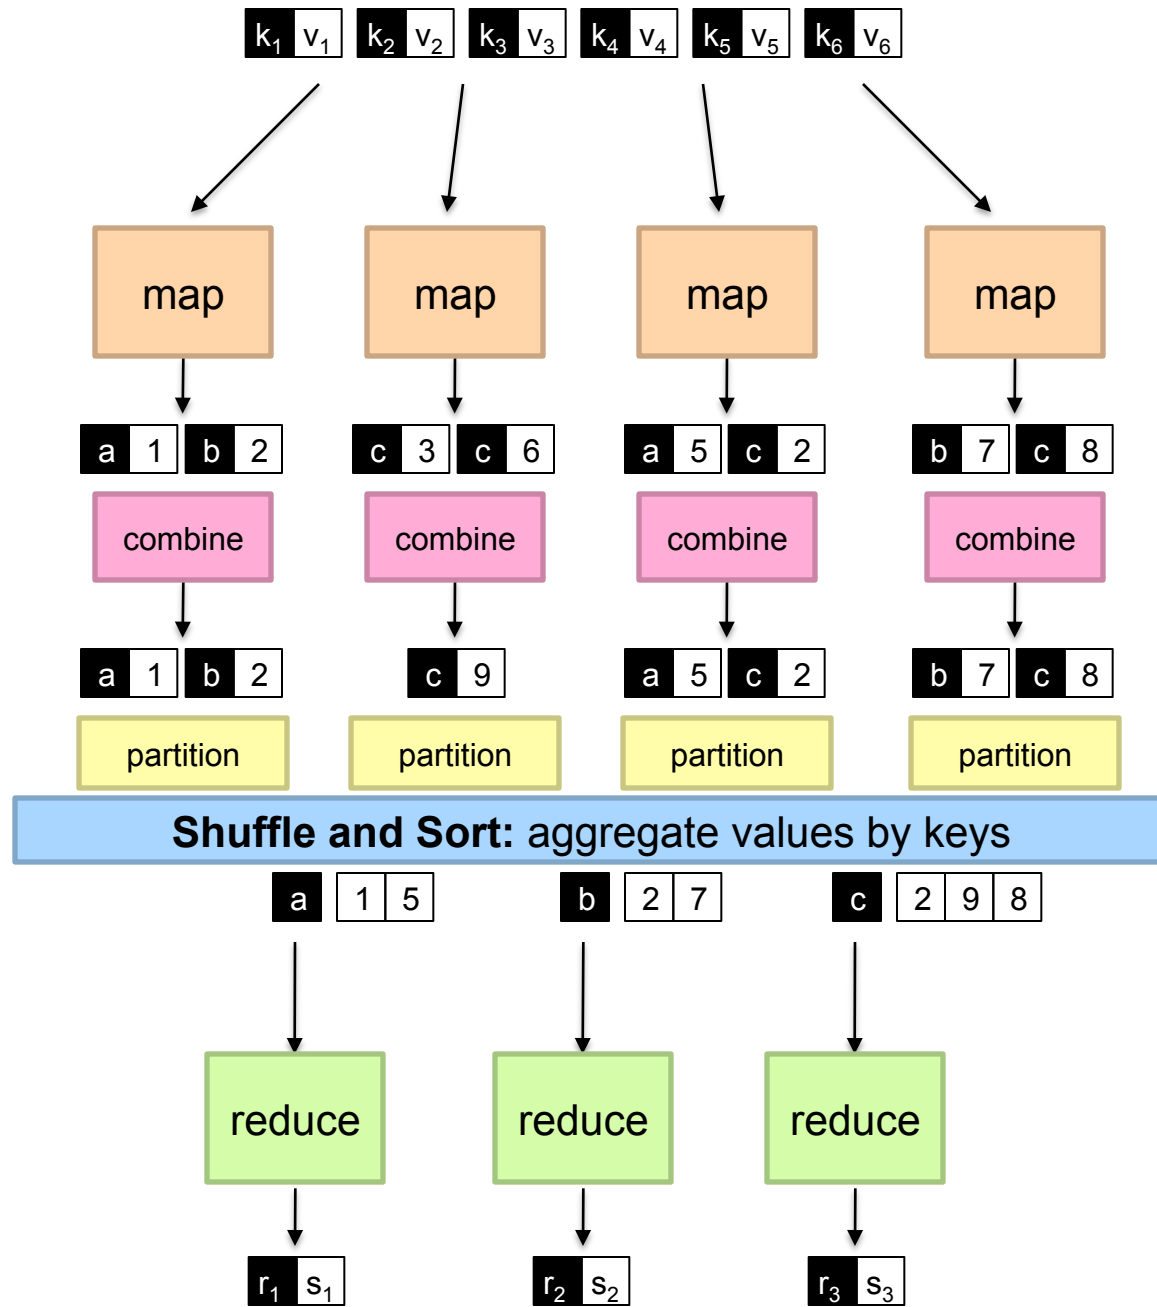 k₁ v₁ k₂ v₂ k₃ v₃ k₄ v₄ k₅ v₅ k₆ v₆
map map map map
a 1 b 2 c 3 c 6 a 5 c 2 b 7 c 8
combine combine combine combine
a 1 b 2 c 9 a 5 c 2 b 7 c 8
partition partition partition partition
Shuffle and Sort: aggregate values by keys
a 1 5 b 2 7 c 2 9 8
reduce reduce reduce
r₁ s₁ r₂ s₂ r₃ s₃